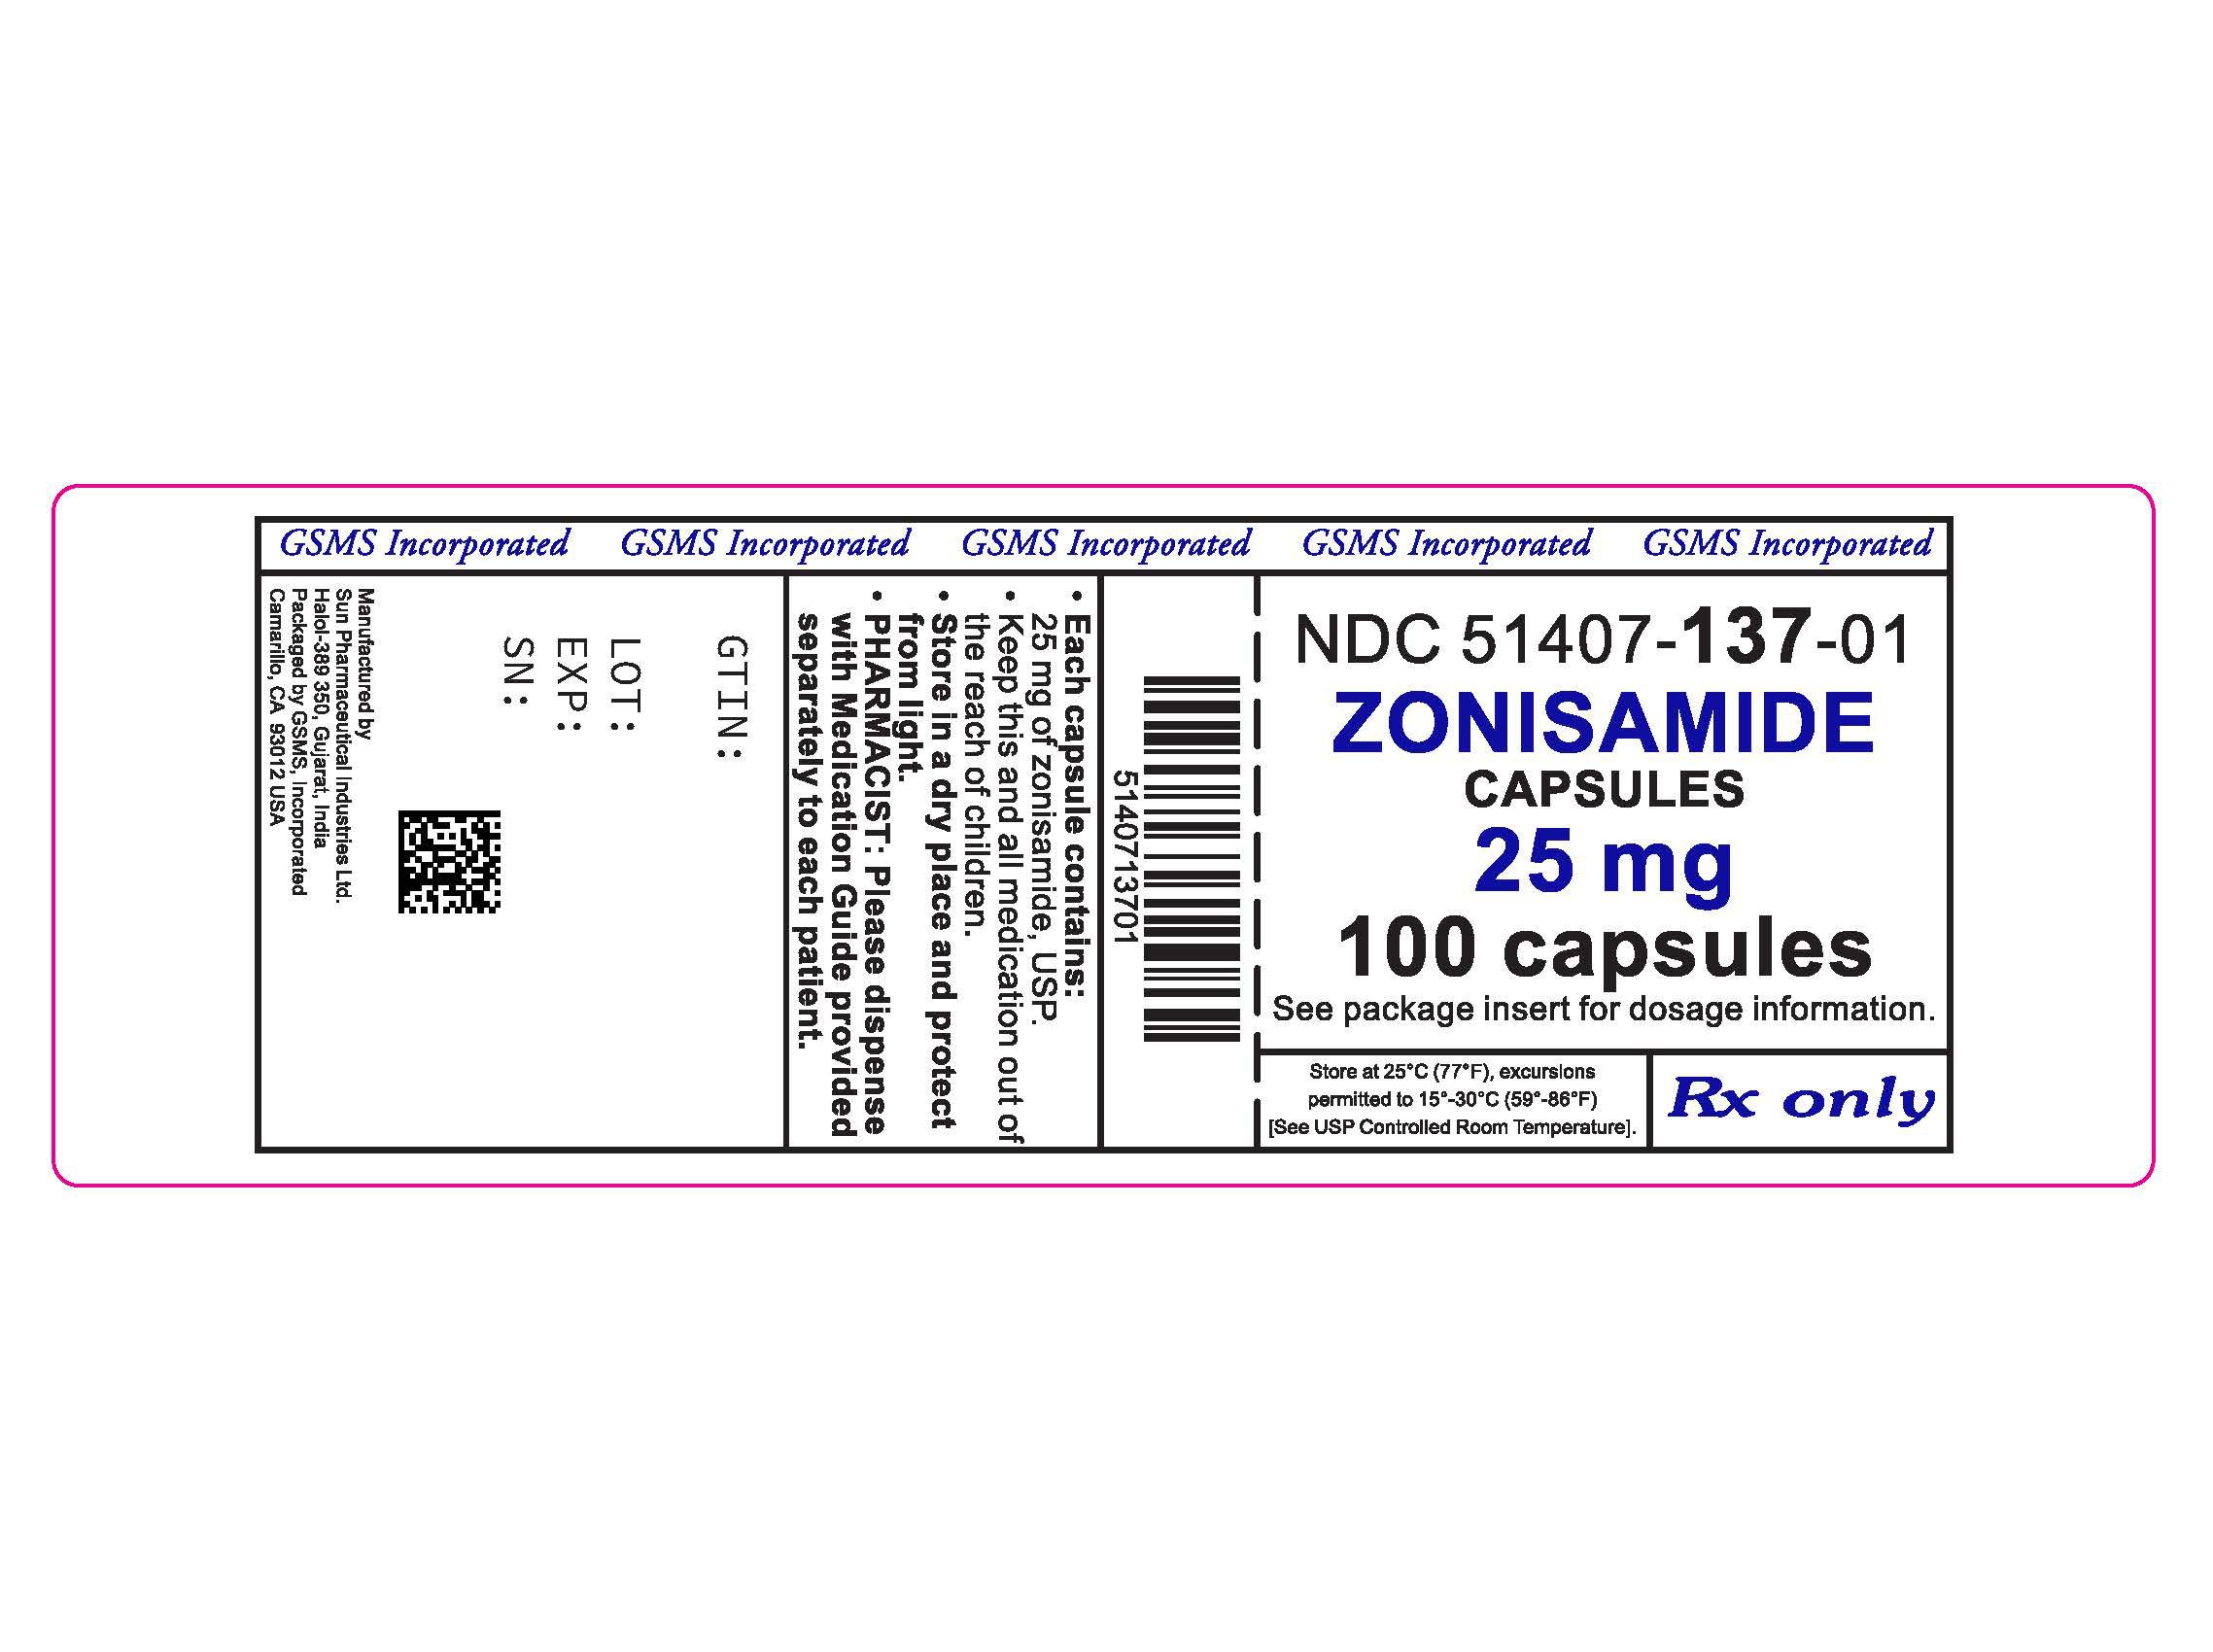 GSMS Incorporated GSMS Incorporated GSMS Incorporated GSMS Incorporated GSMS Incorporated
NDC 51407-137-01
ZONISAMIDE
CAPSULES
25 mg
100 capsules
See package insert for dosage information.
Store at 25°C (77°F), excursions
permitted to 15°-30°C (59°-86°F)
[See USP Controlled Room Temperature].
Rx only
5140713701
• Each capsule contains:
25 mg of zonisamide, USP.
• Keep this and all medication out of
the reach of children.
• Store in a dry place and protect
from light.
• PHARMACIST: Please dispense
with Medication Guide provided
separately to each patient.
GTIN:
LOT:
EXP:
SN:
Manufactured by
Sun Pharmaceutical Industries Ltd.
Halol-389 350, Gujarat, India
Packaged by GSMS, Incorporated
Camarillo, CA 93012 USA